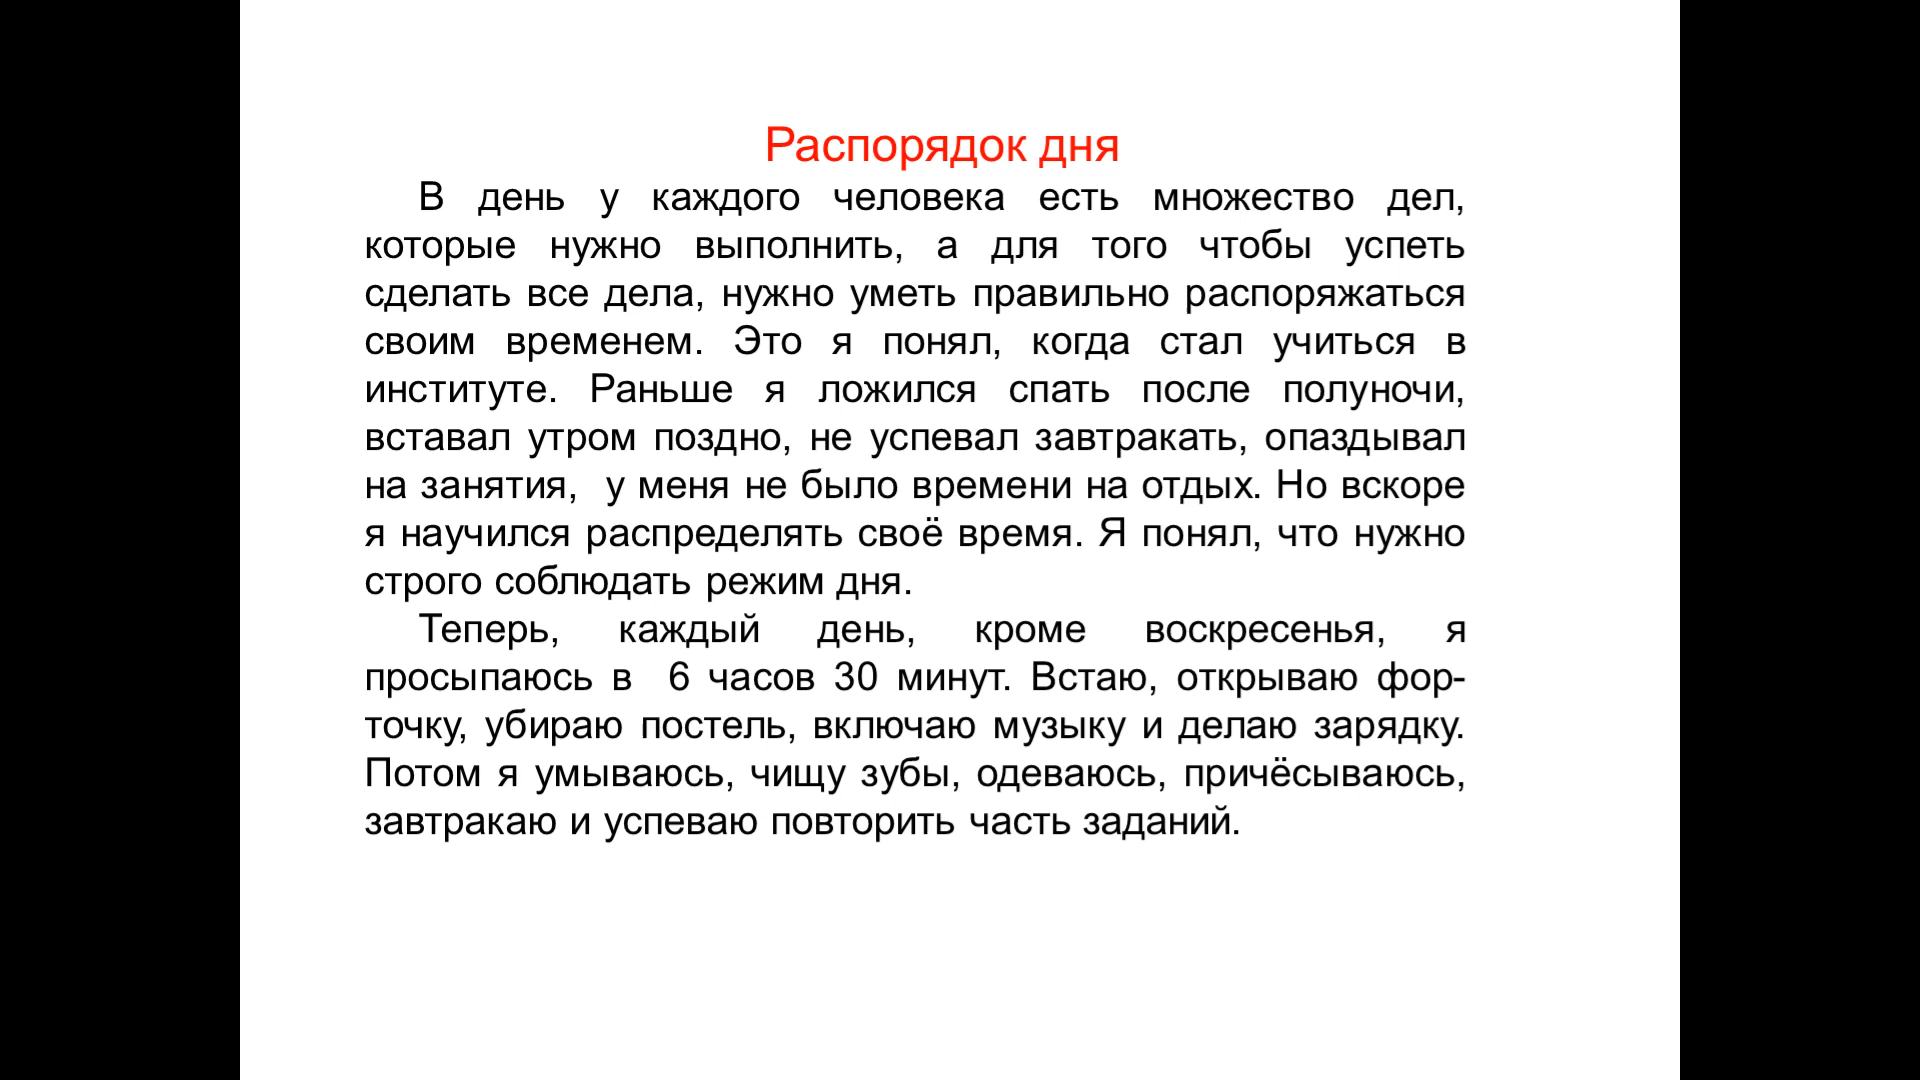 Распорядок дня
В день у каждого человека есть множество дел,
которые нужно выполнить, а для того чтобы успеть
сделать все дела, нужно уметь правильно распоряжаться
своим временем. Это я понял, когда стал учиться в
институте. Раньше я ложился спать после полуночи,
вставал утром поздно, не успевал завтракать, опаздывал
на занятия,  у меня не было времени на отдых. Но вскоре
я научился распределять своё время. Я понял, что нужно
строго соблюдать режим дня.
Теперь, каждый день, кроме воскресенья, я
просыпаюсь в  6 часов 30 минут. Встаю, открываю фор-
точку, убираю постель, включаю музыку и делаю зарядку.
Потом я умываюсь, чищу зубы, одеваюсь, причёсываюсь,
завтракаю и успеваю повторить часть заданий.